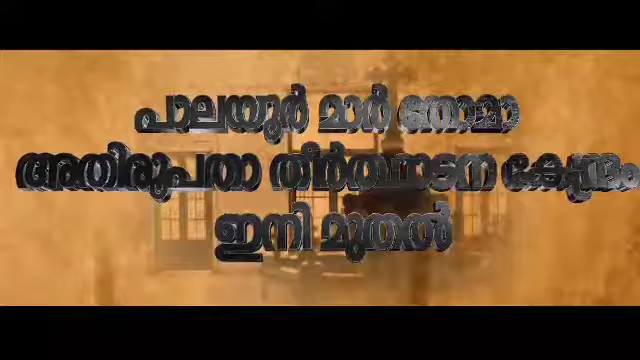 പാലയൂർ മാർ തോമാ
അതിരൂപതാ തീർത്ഥാടന കേന്ദ്രം
ഇനി മുതൽ